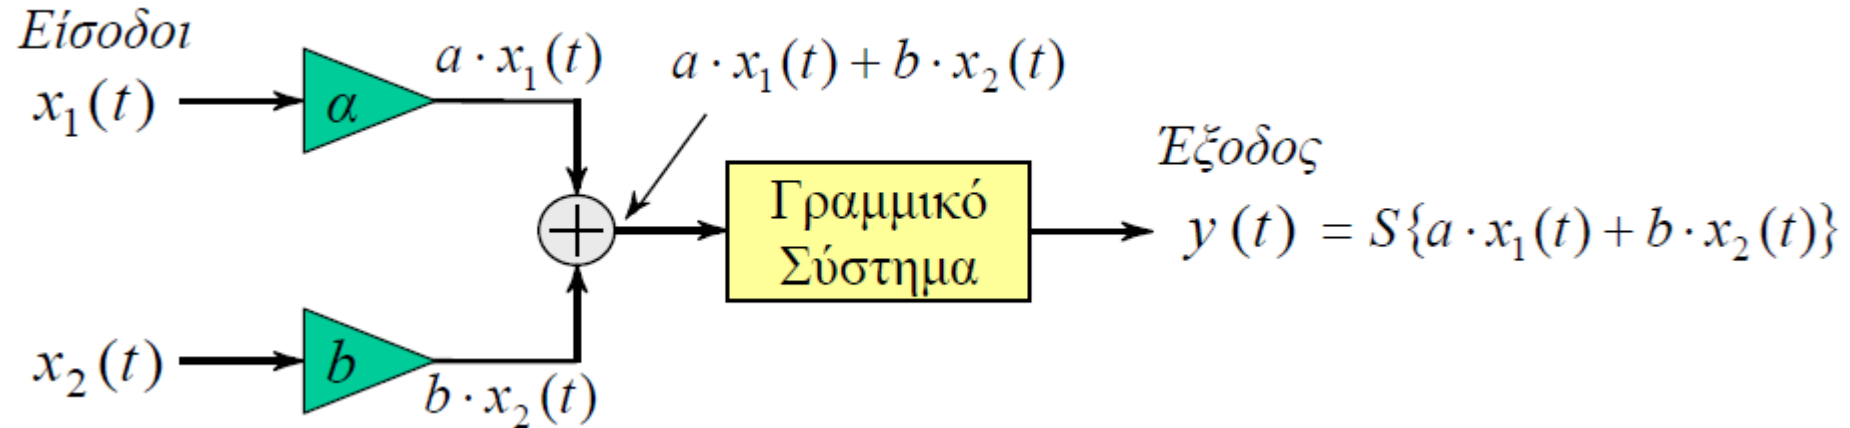 Είσοδοι
x₁(t)
α
a · x₁(t)
a · x₁(t) + b · x₂(t)
+
Γραμμικό
Σύστημα
Έξοδος
y (t) = S{a · x₁(t) + b · x₂(t)}
x₂(t)
b
b · x₂(t)